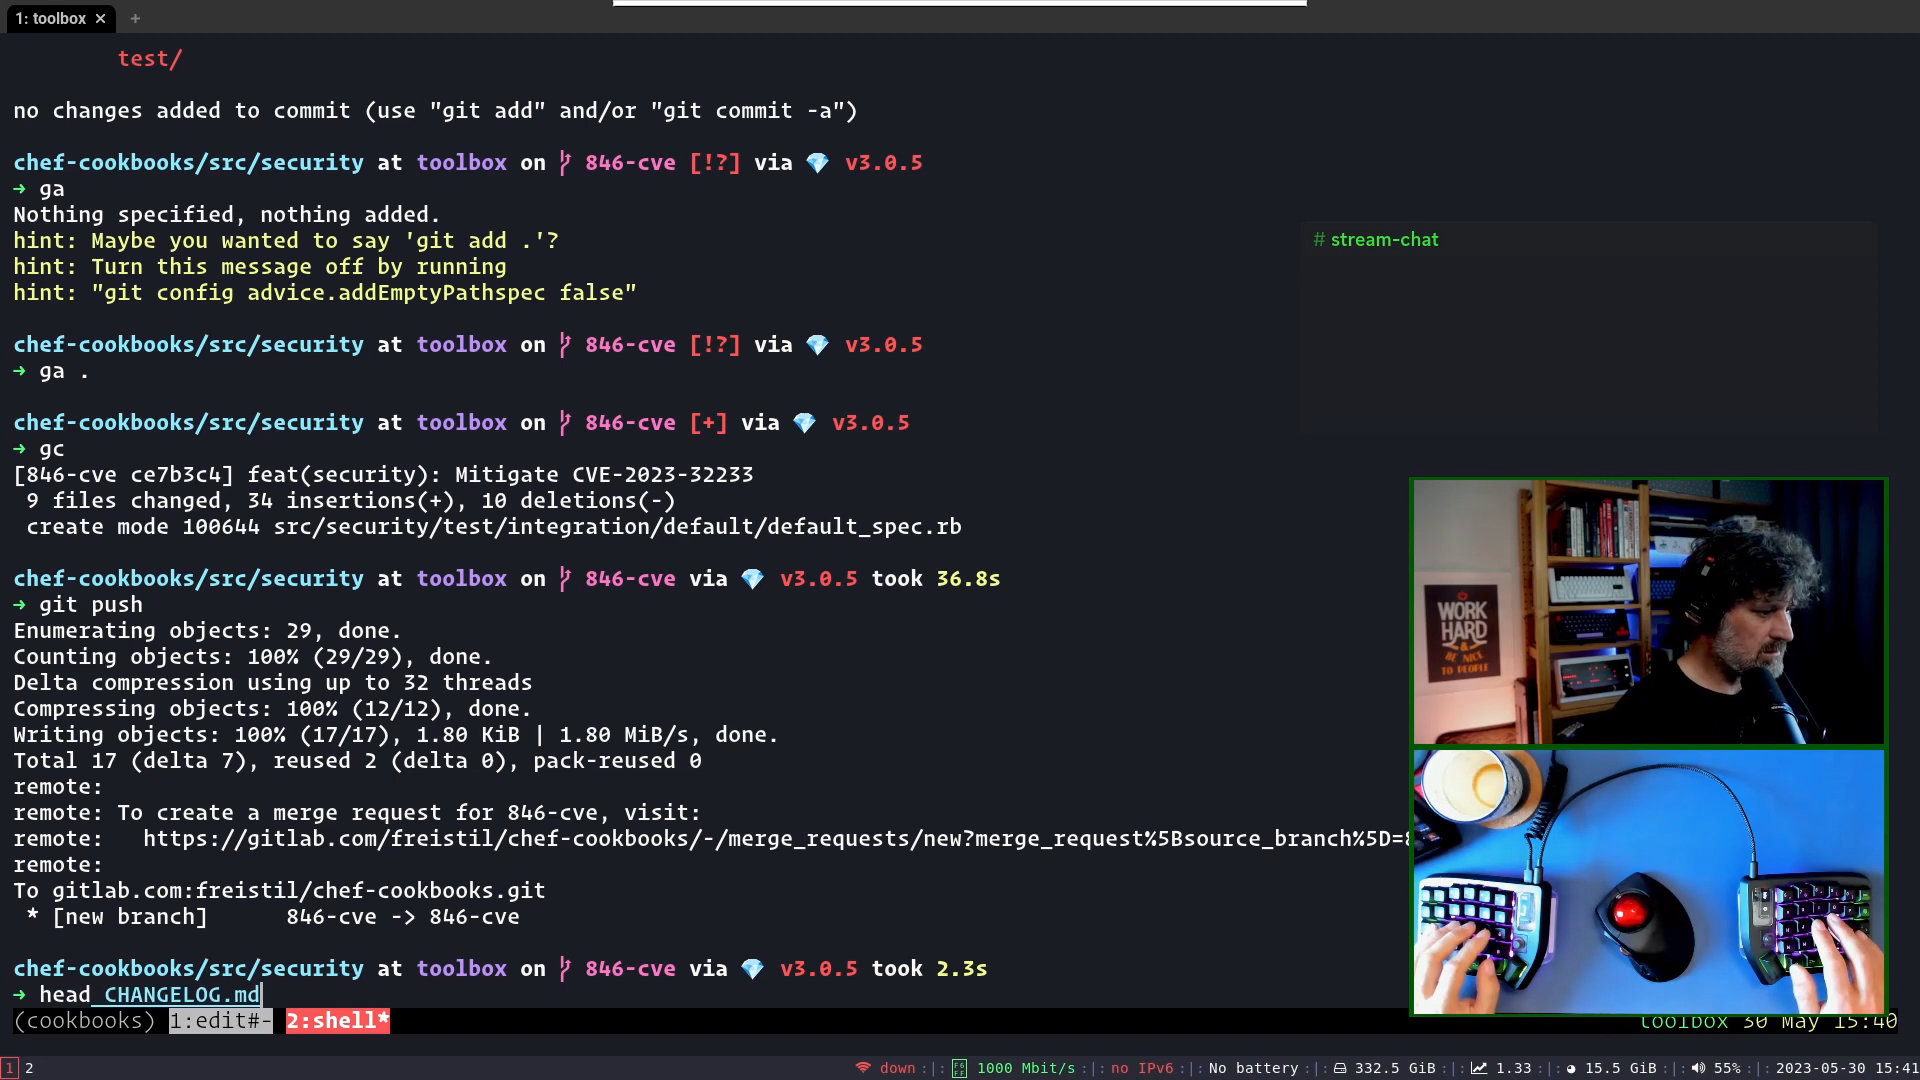 1: toolbox ✕ +
test/
no changes added to commit (use "git add" and/or "git commit -a")
chef-cookbooks/src/security at toolbox on 846-cve [!?] via 💎 v3.0.5
→ ga
Nothing specified, nothing added.
hint: Maybe you wanted to say 'git add .'?
hint: Turn this message off by running
hint: "git config advice.addEmptyPathspec false"
chef-cookbooks/src/security at toolbox on 846-cve [!?] via 💎 v3.0.5
→ ga .
chef-cookbooks/src/security at toolbox on 846-cve [+] via 💎 v3.0.5
→ gc
[846-cve ce7b3c4] feat(security): Mitigate CVE-2023-32233
9 files changed, 34 insertions(+), 10 deletions(-)
create mode 100644 src/security/test/integration/default/default_spec.rb
chef-cookbooks/src/security at toolbox on 846-cve via 💎 v3.0.5 took 36.8s
→ git push
Enumerating objects: 29, done.
Counting objects: 100% (29/29), done.
Delta compression using up to 32 threads
Compressing objects: 100% (12/12), done.
Writing objects: 100% (17/17), 1.80 KiB | 1.80 MiB/s, done.
Total 17 (delta 7), reused 2 (delta 0), pack-reused 0
remote:
remote: To create a merge request for 846-cve, visit:
remote:   https://gitlab.com/freistil/chef-cookbooks/-/merge_requests/new?merge_request%5Bsource_branch%5D=
remote:
To gitlab.com:freistil/chef-cookbooks.git
* [new branch]      846-cve -> 846-cve
chef-cookbooks/src/security at toolbox on 846-cve via 💎 v3.0.5 took 2.3s
→ head CHANGELOG.md
(cookbooks) 1:edit#- 2:shell*
toolbox 30 May 15:40
# stream-chat
WORK
HARD
&
BE NICE
TO PEOPLE
1 2
down :|: 1000 Mbit/s :|: no IPv6 :|: No battery :|: 332.5 GiB :|: 1.33 :|: 15.5 GiB :|: 55% :|: 2023-05-30 15:41